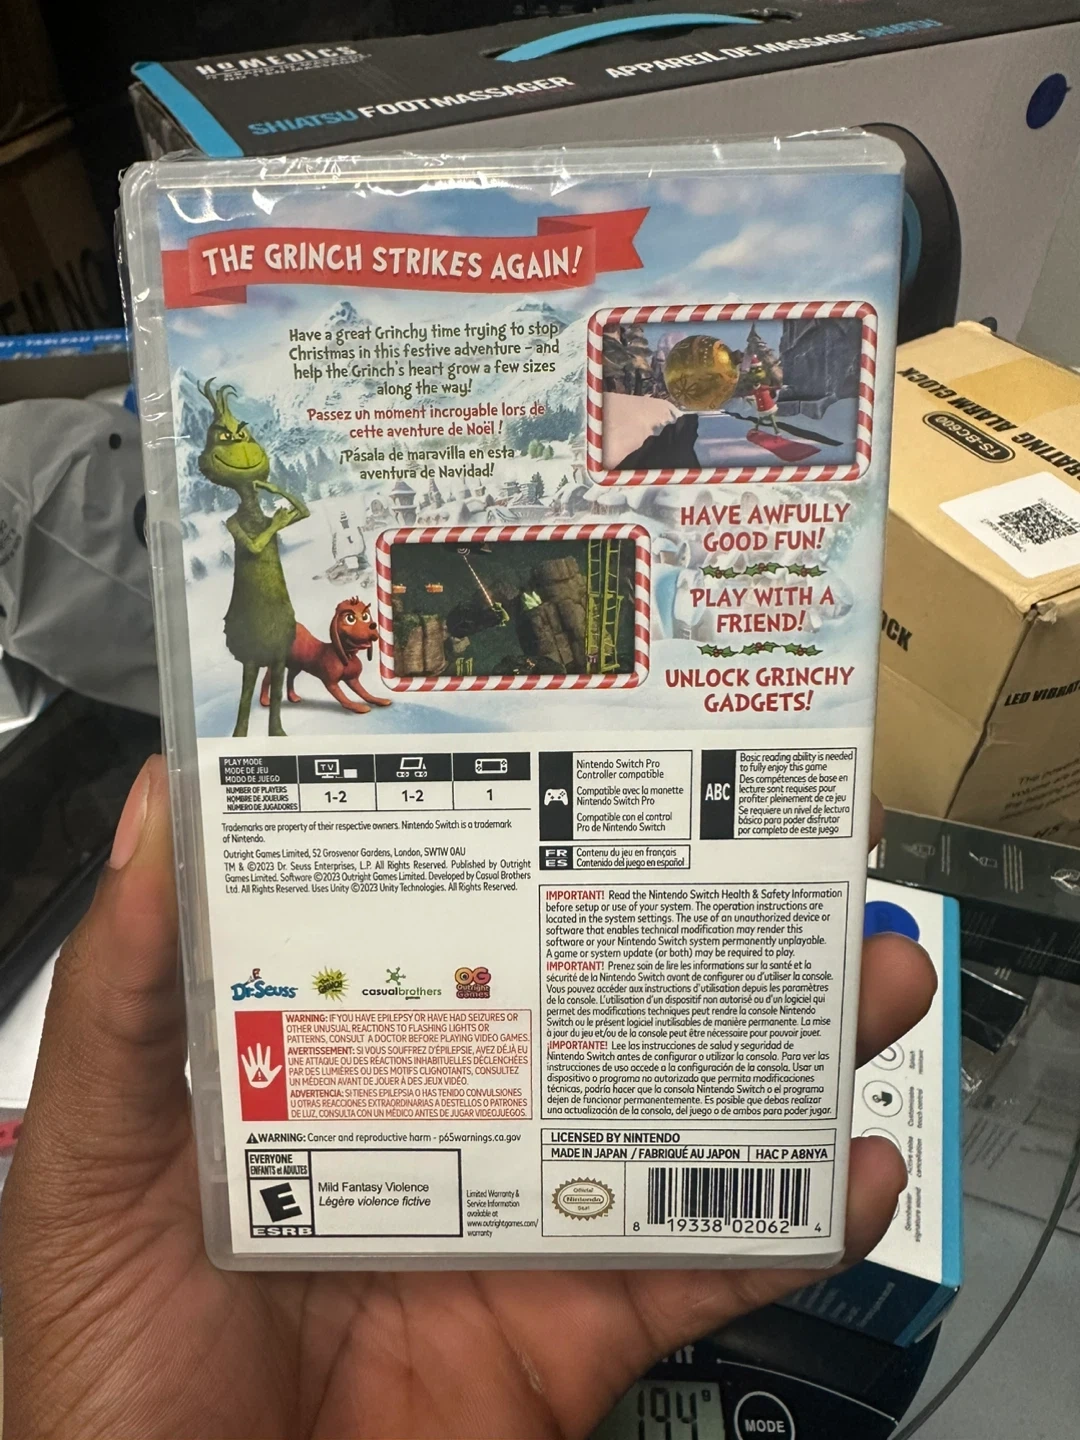 HOMEDICS
SHIATSU FOOT MASSAGER APPAREIL DE MASSAGE SHIATSU
THE GRINCH STRIKES AGAIN!
Have a great Grinchy time trying to stop
Christmas in this festive adventure – and
help the Grinch's heart grow a few sizes
along the way!
Passez un moment incroyable lors de
cette aventure de Noël !
¡Pásala de maravilla en esta
aventura de Navidad!
HAVE AWFULLY
GOOD FUN!
PLAY WITH A
FRIEND!
UNLOCK GRINCHY
GADGETS!
TS-BC600
LED VIBRAT
PLAY MODE
MODE DE JEU
MODO DE JUEGO
TV
NUMBER OF PLAYERS
NOMBRE DE JOUEURS
NÚMERO DE JUGADORES
1-2
1-2
1
Nintendo Switch Pro
Controller compatible
Compatible avec la manette
Nintendo Switch Pro
Compatible con el control
Pro de Nintendo Switch
ABC
Basic reading ability is needed
to fully enjoy this game
Des compétences de base en
lecture sont requises pour
profiter pleinement de ce jeu
Se requiere un nivel de lectura
básico para poder disfrutar
por completo de este juego
FR
ES
Contenu du jeu en français
Contenido del juego en español
Trademarks are property of their respective owners. Nintendo Switch is a trademark
of Nintendo.
Outright Games Limited, 52 Grosvenor Gardens, London, SW1W 0AU
TM & ©2023 Dr. Seuss Enterprises, L.P. All Rights Reserved. Published by Outright
Games Limited. Software ©2023 Outright Games Limited. Developed by Casual Brothers
Ltd. All Rights Reserved. Uses Unity ©2023 Unity Technologies. All Rights Reserved.
IMPORTANT! Read the Nintendo Switch Health & Safety Information
before setup or use of your system. The operation instructions are
located in the system settings. The use of an unauthorized device or
software that enables technical modification may render this
software or your Nintendo Switch system permanently unplayable.
A game or system update (or both) may be required to play.
IMPORTANT! Prenez soin de lire les informations sur la santé et la
sécurité de la Nintendo Switch avant de configurer ou d'utiliser la console.
Vous pouvez accéder aux instructions d'utilisation depuis les paramètres
de la console. L'utilisation d'un dispositif non autorisé ou d'un logiciel qui
permet des modifications techniques peut rendre la console Nintendo
Switch ou le présent logiciel inutilisables de manière permanente. La mise
à jour du jeu et/ou de la console peut être nécessaire pour pouvoir jouer.
¡IMPORTANTE! Lee las instrucciones de salud y seguridad de
Nintendo Switch antes de configurar o utilizar la consola. Para ver las
instrucciones de uso accede a la configuración de la consola. Usar un
dispositivo o programa no autorizado que permita modificaciones
técnicas, podría hacer que la consola Nintendo Switch o el programa
dejen de funcionar permanentemente. Es posible que debas realizar
una actualización de la consola, del juego o de ambos para poder jugar.
Dr. Seuss
casualbrothers
games
OG
Outright
Games
WARNING: IF YOU HAVE EPILEPSY OR HAVE HAD SEIZURES OR
OTHER UNUSUAL REACTIONS TO FLASHING LIGHTS OR
PATTERNS, CONSULT A DOCTOR BEFORE PLAYING VIDEO GAMES.
AVERTISSEMENT: SI VOUS SOUFFREZ D'ÉPILEPSIE, AVEZ DÉJÀ EU
UNE ATTAQUE OU DES RÉACTIONS INHABITUELLES DÉCLENCHÉES
PAR DES LUMIÈRES OU DES MOTIFS CLIGNOTANTS, CONSULTEZ
UN MÉDECIN AVANT DE JOUER À DES JEUX VIDÉO.
ADVERTENCIA: SI TIENES EPILEPSIA O HAS TENIDO CONVULSIONES
U OTRAS REACCIONES EXTRAORDINARIAS A DESTELLOS O PATRONES
DE LUZ, CONSULTA CON UN MÉDICO ANTES DE JUGAR VIDEOJUEGOS.
WARNING: Cancer and reproductive harm - p65warnings.ca.gov
EVERYONE
ENFANTS et ADULTES
E
ESRB
Mild Fantasy Violence
Légère violence fictive
Limited Warranty &
Service Information
available at
www.outrightgames.com/
warranty
LICENSED BY NINTENDO
MADE IN JAPAN / FABRIQUÉ AU JAPON HAC P A8NYA
Official
Nintendo
Seal
8 19338 02062 4
194 g
MODE